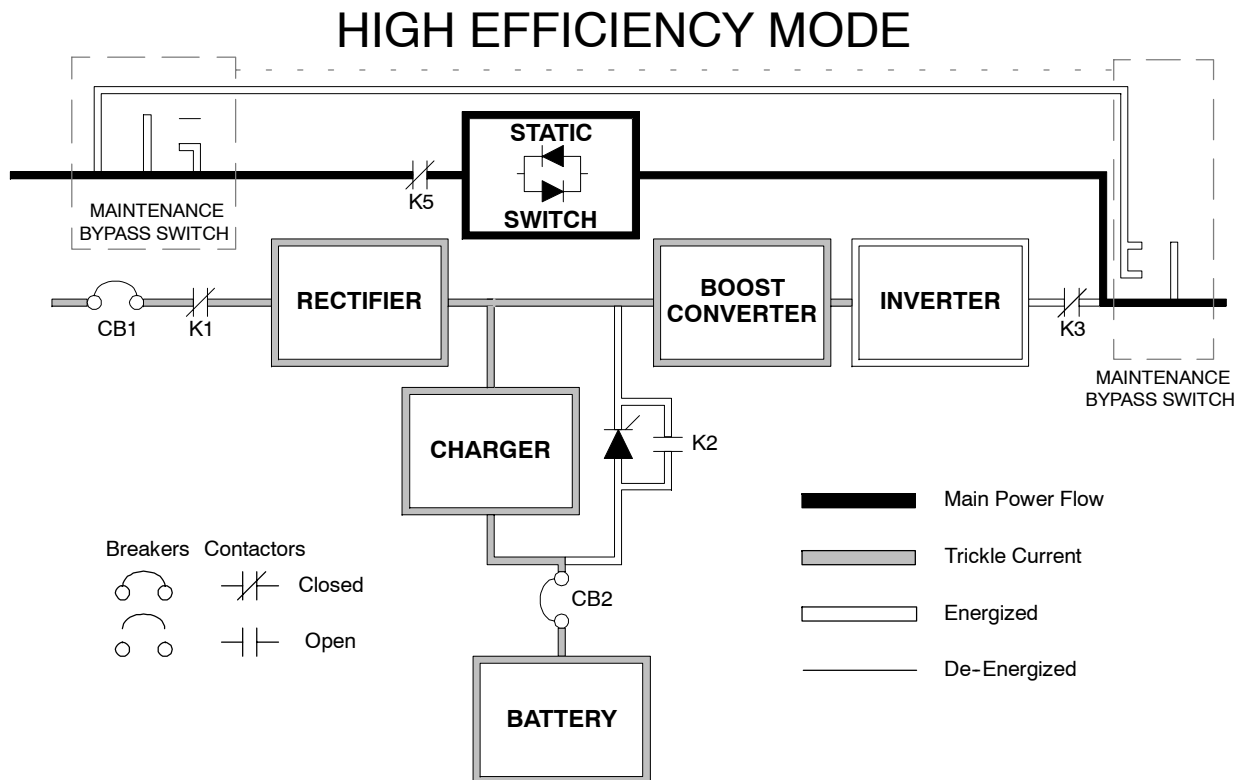 HIGH EFFICIENCY MODE
STATIC
SWITCH
K5
MAINTENANCE
BYPASS SWITCH
RECTIFIER
BOOST
CONVERTER
INVERTER
CB1
K1
K3
MAINTENANCE
BYPASS SWITCH
CHARGER
K2
Main Power Flow
Breakers Contactors
Trickle Current
Closed
CB2
Energized
Open
De-Energized
BATTERY